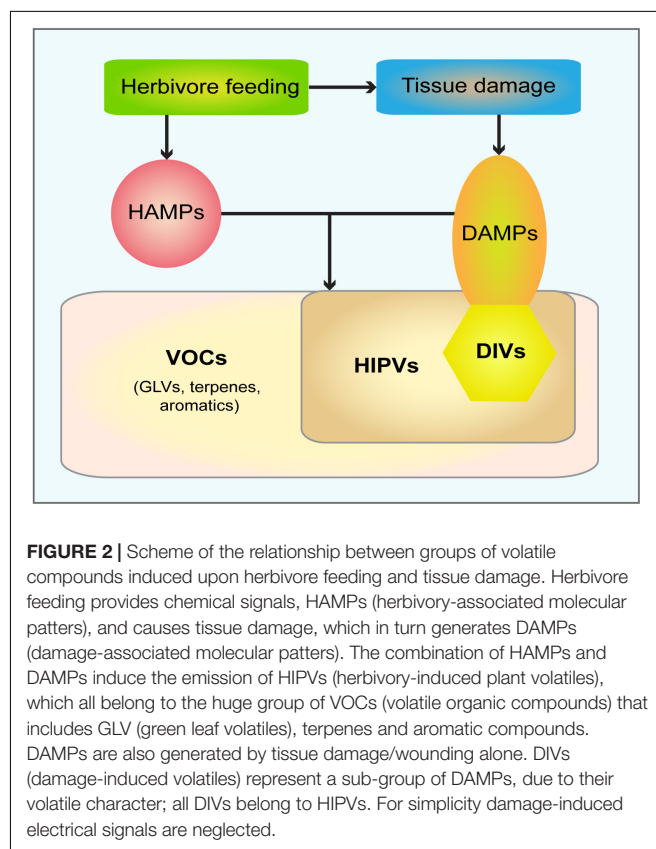 Herbivore feeding
Tissue damage
HAMPs
DAMPs
VOCs
(GLVs, terpenes,
aromatics)
HIPVs
DIVs
FIGURE 2 | Scheme of the relationship between groups of volatile
compounds induced upon herbivore feeding and tissue damage. Herbivore
feeding provides chemical signals, HAMPs (herbivory-associated molecular
patters), and causes tissue damage, which in turn generates DAMPs
(damage-associated molecular patters). The combination of HAMPs and
DAMPs induce the emission of HIPVs (herbivory-induced plant volatiles),
which all belong to the huge group of VOCs (volatile organic compounds) that
includes GLV (green leaf volatiles), terpenes and aromatic compounds.
DAMPs are also generated by tissue damage/wounding alone. DIVs
(damage-induced volatiles) represent a sub-group of DAMPs, due to their
volatile character; all DIVs belong to HIPVs. For simplicity damage-induced
electrical signals are neglected.